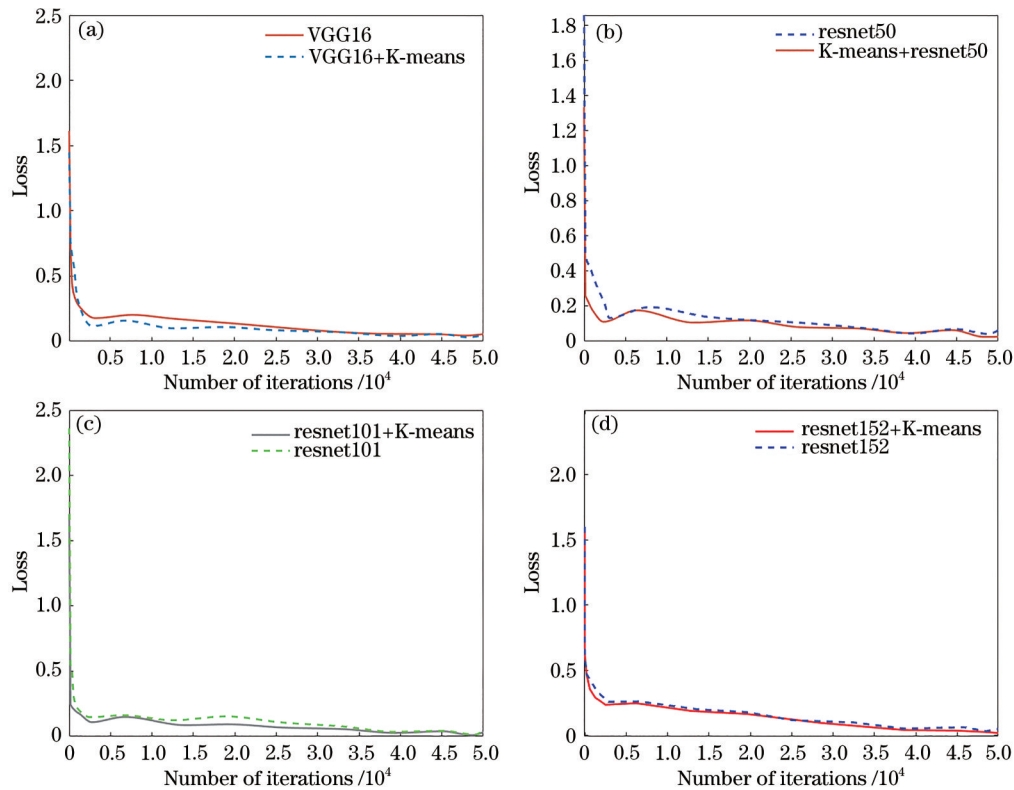 (a)
VGG16
VGG16+K-means
2.5
2.0
1.5
1.0
0.5
0
Loss
0.5 1.0 1.5 2.0 2.5 3.0 3.5 4.0 4.5 5.0
Number of iterrations /10⁴
(b)
resnet50
K-means+resnet50
1.8
1.6
1.4
1.2
1.0
0.8
0.6
0.4
0.2
0
Loss
0 0.5 1.0 1.5 2.0 2.5 3.0 3.5 4.0 4.5 5.0
Number of iterrations /10⁴
(c)
resnet101+K-means
resnet101
2.5
2.0
1.5
1.0
0.5
0
Loss
0 0.5 1.0 1.5 2.0 2.5 3.0 3.5 4.0 4.5 5.0
Number of iterrations /10⁴
(d)
resnet152+K-means
resnet152
2.0
1.5
1.0
0.5
0
Loss
0 0.5 1.0 1.5 2.0 2.5 3.0 3.5 4.0 4.5 5.0
Number of iterrations /10⁴